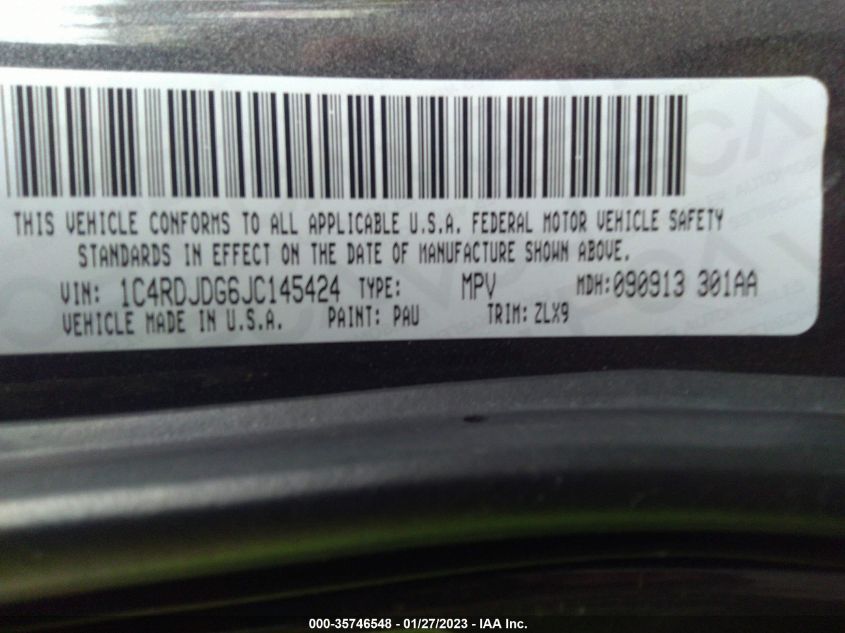 THIS VEHICLE CONFORMS TO ALL APPLICABLE U.S.A. FEDERAL MOTOR VEHICLE SAFETY
STANDARDS IN EFFECT ON THE DATE OF MANUFACTURE SHOWN ABOVE.
VIN: 1C4RDJDG6JC145424 TYPE: MPV MDH:090913 301AA
VEHICLE MADE IN U.S.A. PAINT: PAU TRIM: ZLX9
000-35746548 - 01/27/2023 - IAA Inc.